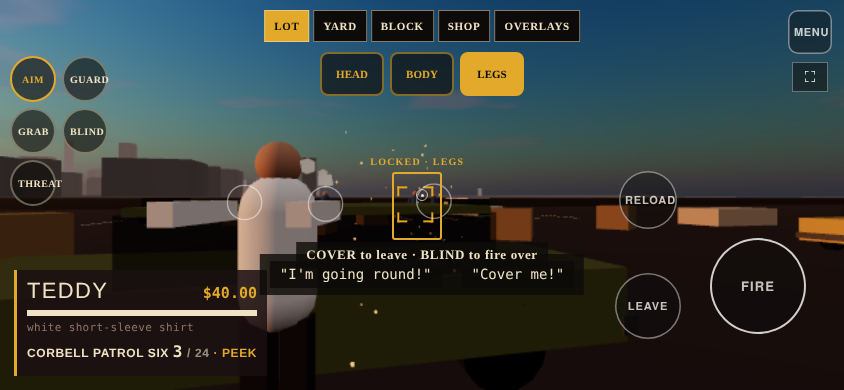 LOT YARD BLOCK SHOP OVERLAYS
MENU
HEAD BODY LEGS
AIM GUARD
GRAB BLIND
THREAT
LOCKED · LEGS
RELOAD
COVER to leave · BLIND to fire over
"I'm going round!" "Cover me!"
FIRE
LEAVE
TEDDY $40.00
white short-sleeve shirt
CORBELL PATROL SIX 3 / 24 · PEEK